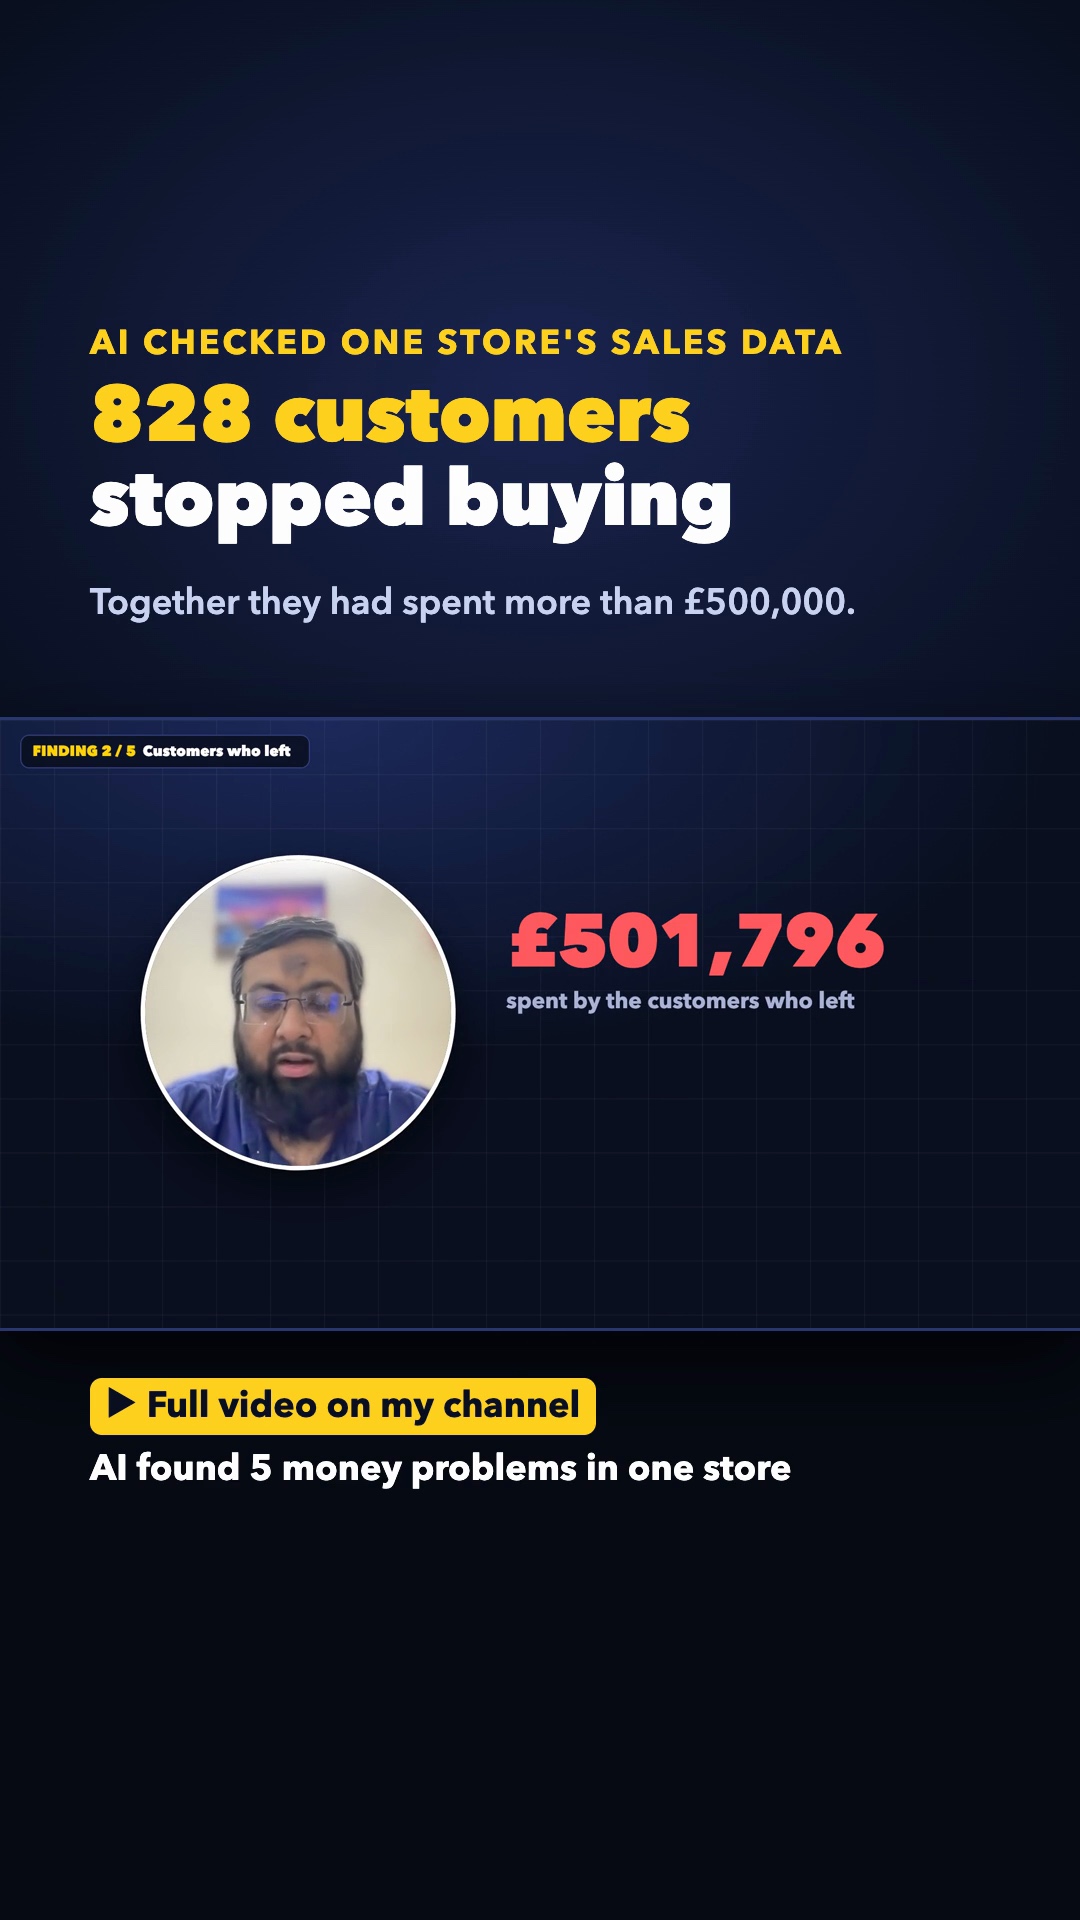 AI CHECKED ONE STORE'S SALES DATA
828 customers
stopped buying
Together they had spent more than £500,000.
FINDING 2 / 5 Customers who left
£501,796
spent by the customers who left
▶ Full video on my channel
AI found 5 money problems in one store